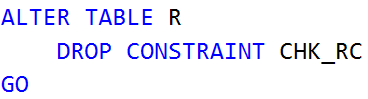 ALTER TABLE R
DROP CONSTRAINT CHK_RC
GO